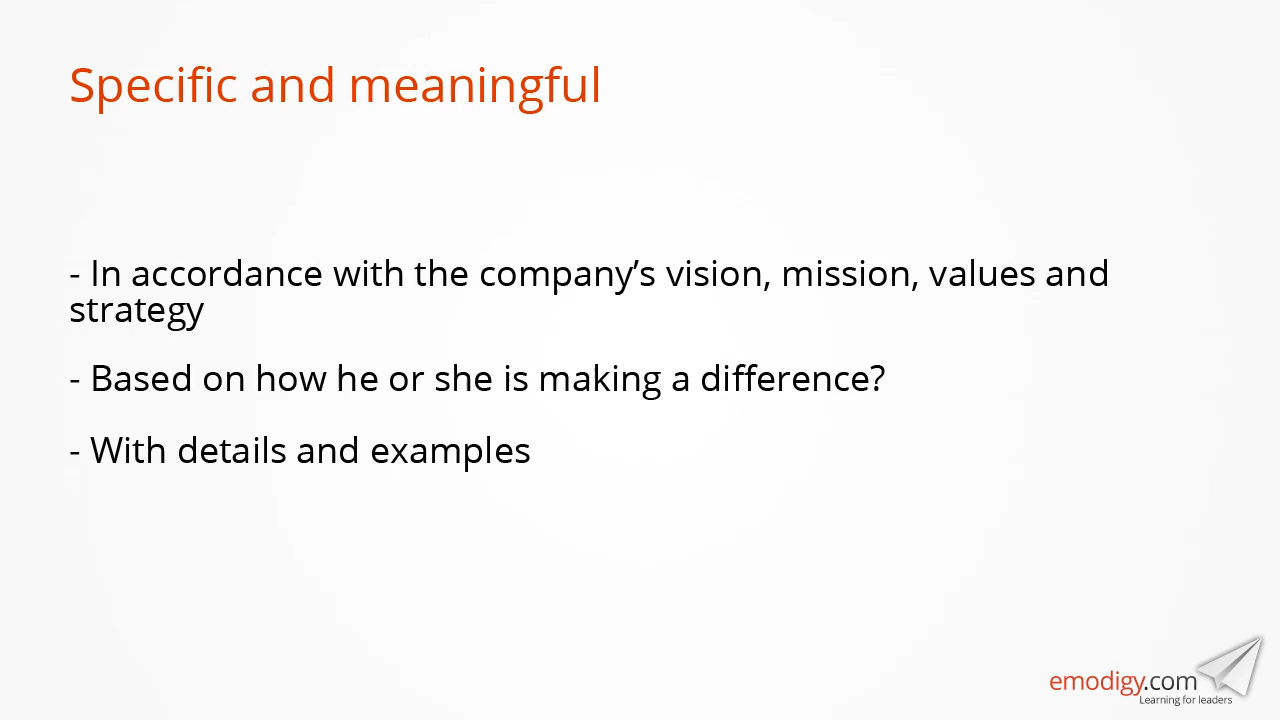 Specific and meaningful
- In accordance with the company’s vision, mission, values and
strategy
- Based on how he or she is making a difference?
- With details and examples
emodigy.com
Learning for leaders